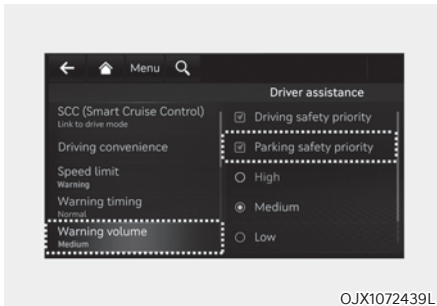 Menu
Driver assistance
SCC (Smart Cruise Control)
Link to drive mode
Driving convenience
Speed limit
Warning
Warning timing
Normal
Warning volume
Medium
Driving safety priority
Parking safety priority
High
Medium
Low
OJX1072439L